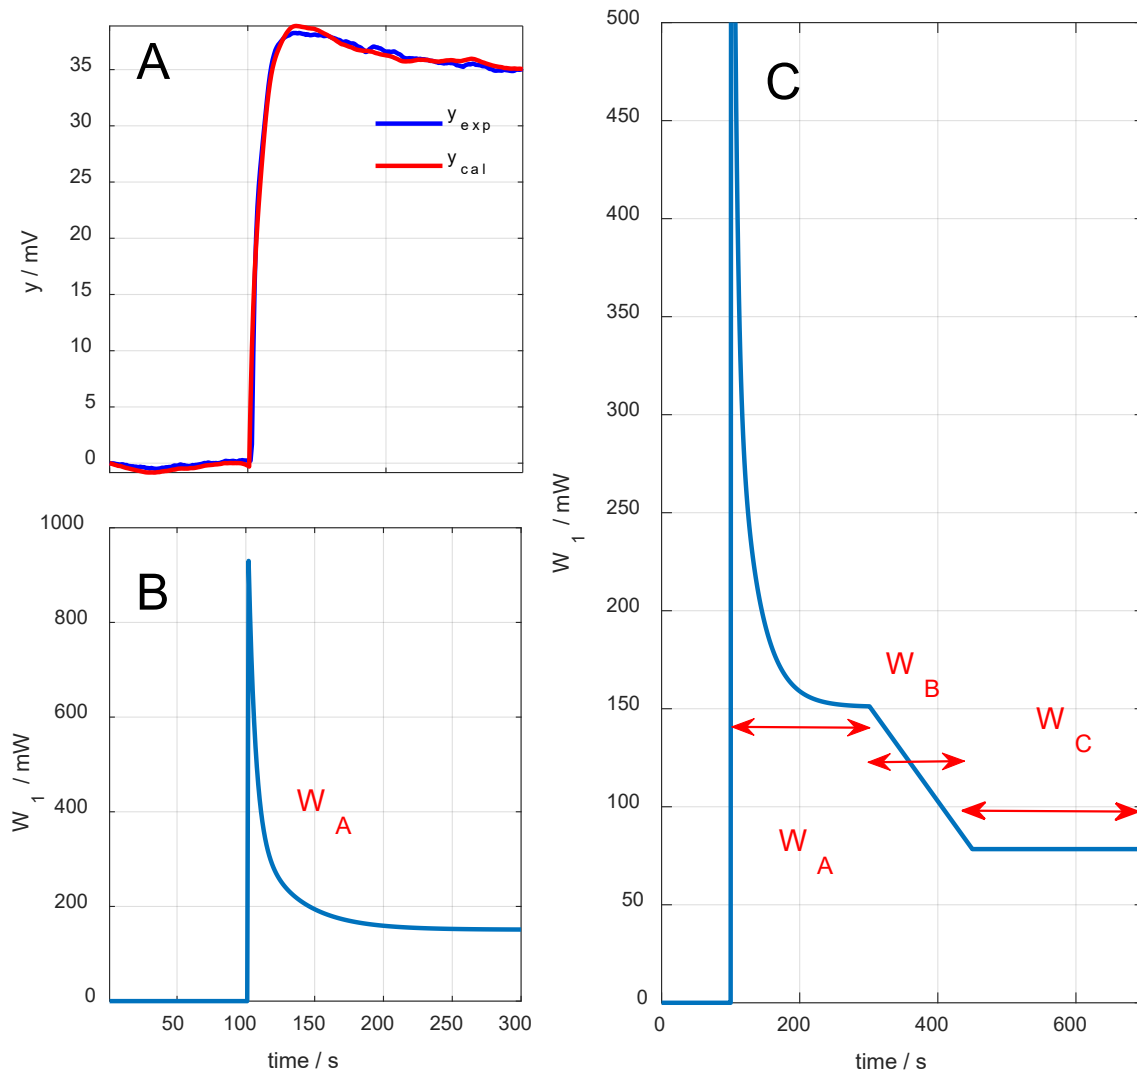 A
35
30
25
20
15
10
5
0
y / mV
y exp
y cal
B
1000
800
600
400
200
0
W 1 / mW
W A
50 100 150 200 250 300
time / s
C
500
450
400
350
300
250
200
150
100
50
0
W 1 / mW
W B
W C
W A
0 200 400 600
time / s